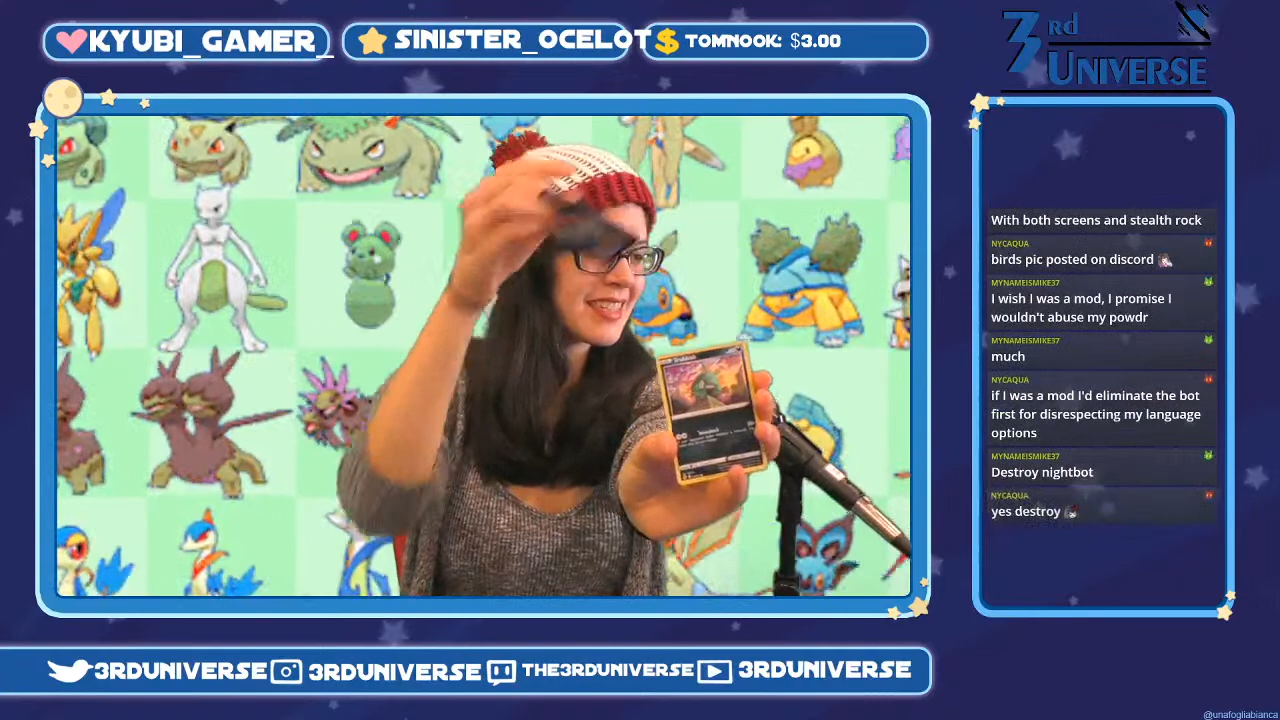 KYUBI_GAMER_
SINISTER_OCELOT
TOMNOOK: $3.00
3rd
UNIVERSE
With both screens and stealth rock
NYCAQUA
birds pic posted on discord
MYNAMEISMIKE37
I wish I was a mod, I promise I
wouldn't abuse my powdr
MYNAMEISMIKE37
much
NYCAQUA
if I was a mod I'd eliminate the bot
first for disrespecting my language
options
MYNAMEISMIKE37
Destroy nightbot
NYCAQUA
yes destroy
3RDUNIVERSE 3RDUNIVERSE THE3RDUNIVERSE 3RDUNIVERSE
@unafogliabianca